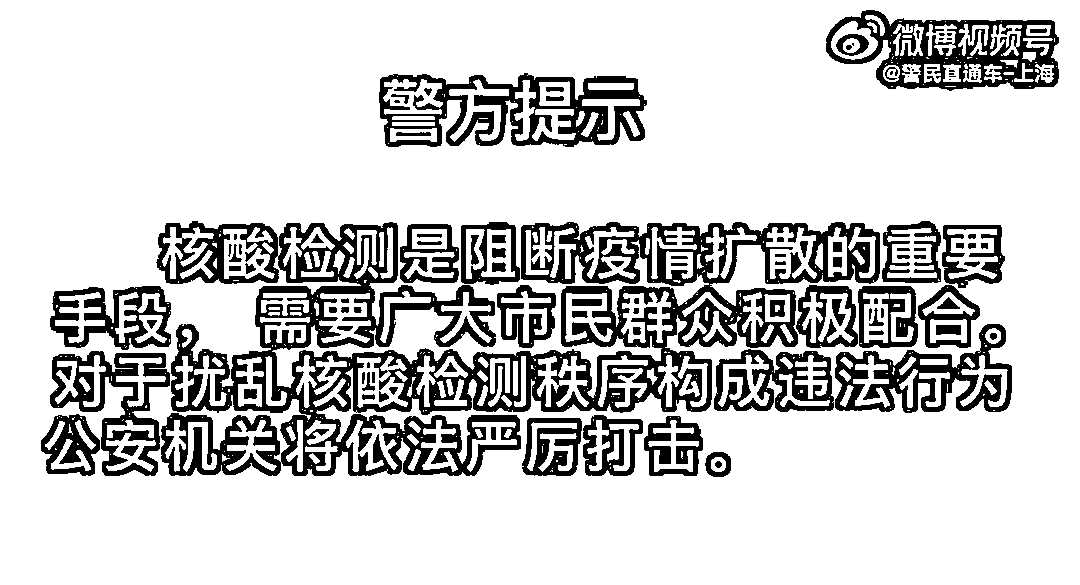 微博视频号
@警民直通车-上海
警方提示
核酸检测是阻断疫情扩散的重要
手段，需要广大市民群众积极配合。
对于扰乱核酸检测秩序构成违法行为
公安机关将依法严厉打击。